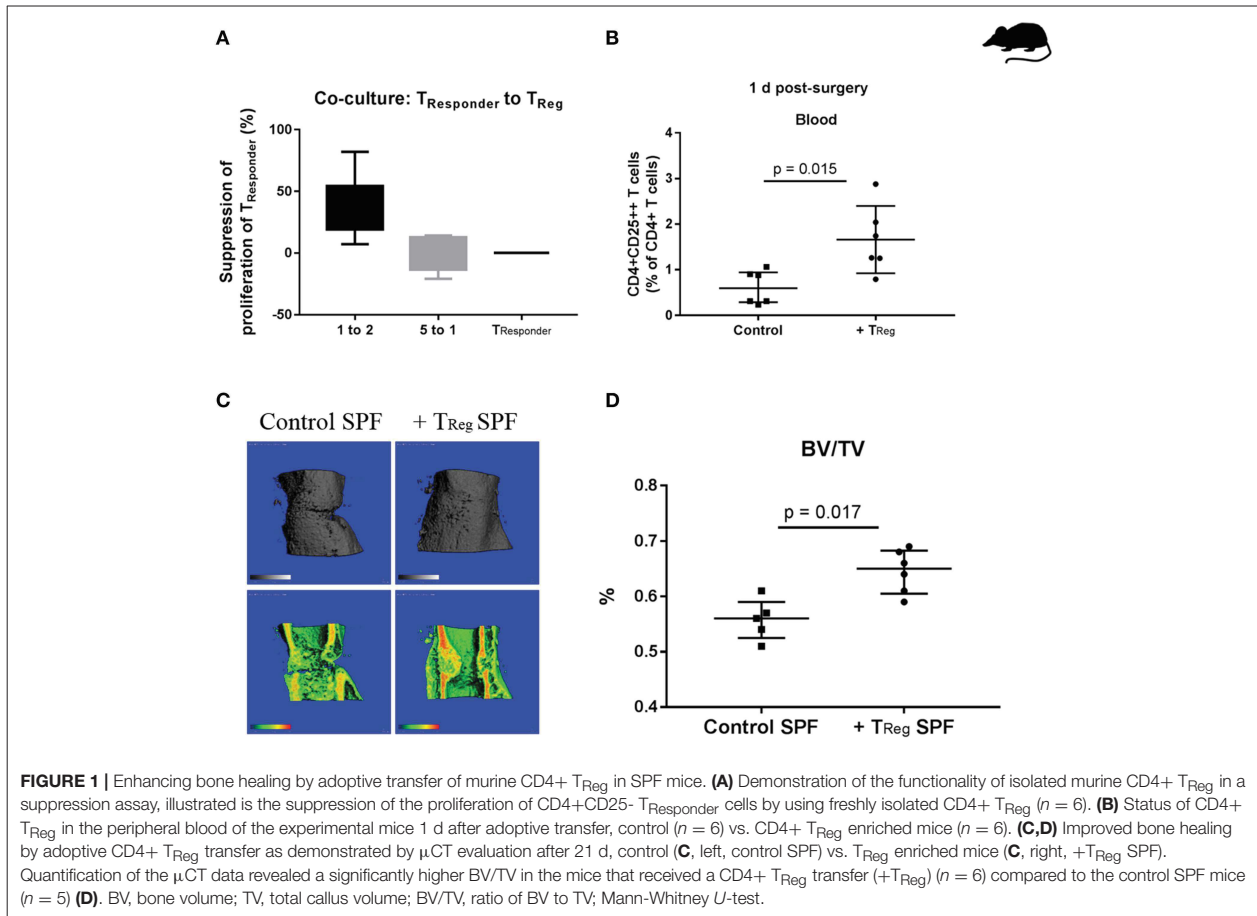 A
Co-culture: TResponder to TReg
Suppression of
proliferation of TResponder (%)
100
50
0
-50
1 to 2
5 to 1
TResponder
B
1 d post-surgery
Blood
CD4+CD25++ T cells
(% of CD4+ T cells)
4
3
2
1
0
p = 0.015
Control
+ TReg
C
Control SPF
+ TReg SPF
D
BV/TV
%
0.8
0.7
0.6
0.5
0.4
p = 0.017
Control SPF
+ TReg SPF
FIGURE 1 | Enhancing bone healing by adoptive transfer of murine CD4+ TReg in SPF mice. (A) Demonstration of the functionality of isolated murine CD4+ TReg in a
suppression assay, illustrated is the suppression of the proliferation of CD4+CD25- TResponder cells by using freshly isolated CD4+ TReg (n = 6). (B) Status of CD4+
TReg in the peripheral blood of the experimental mice 1 d after adoptive transfer, control (n = 6) vs. CD4+ TReg enriched mice (n = 6). (C,D) Improved bone healing
by adoptive CD4+ TReg transfer as demonstrated by μCT evaluation after 21 d, control (C, left, control SPF) vs. TReg enriched mice (C, right, +TReg SPF).
Quantification of the μCT data revealed a significantly higher BV/TV in the mice that received a CD4+ TReg transfer (+TReg) (n = 6) compared to the control SPF mice
(n = 5) (D). BV, bone volume; TV, total callus volume; BV/TV, ratio of BV to TV; Mann-Whitney U-test.